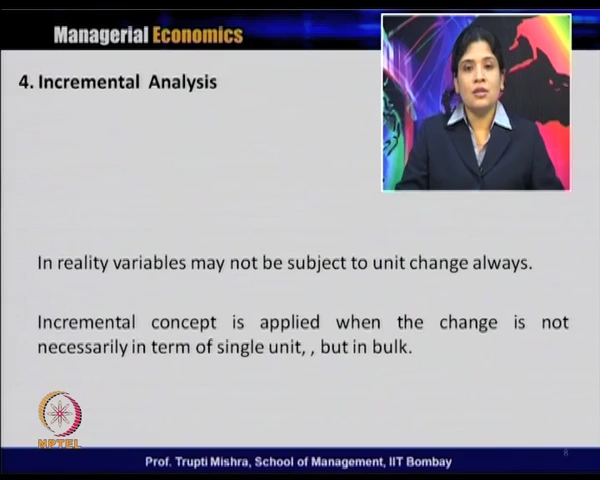 Managerial Economics
4. Incremental Analysis
In reality variables may not be subject to unit change always.
Incremental concept is applied when the change is not
necessarily in term of single unit, , but in bulk.
NPTEL
Prof. Trupti Mishra, School of Management, IIT Bombay
8